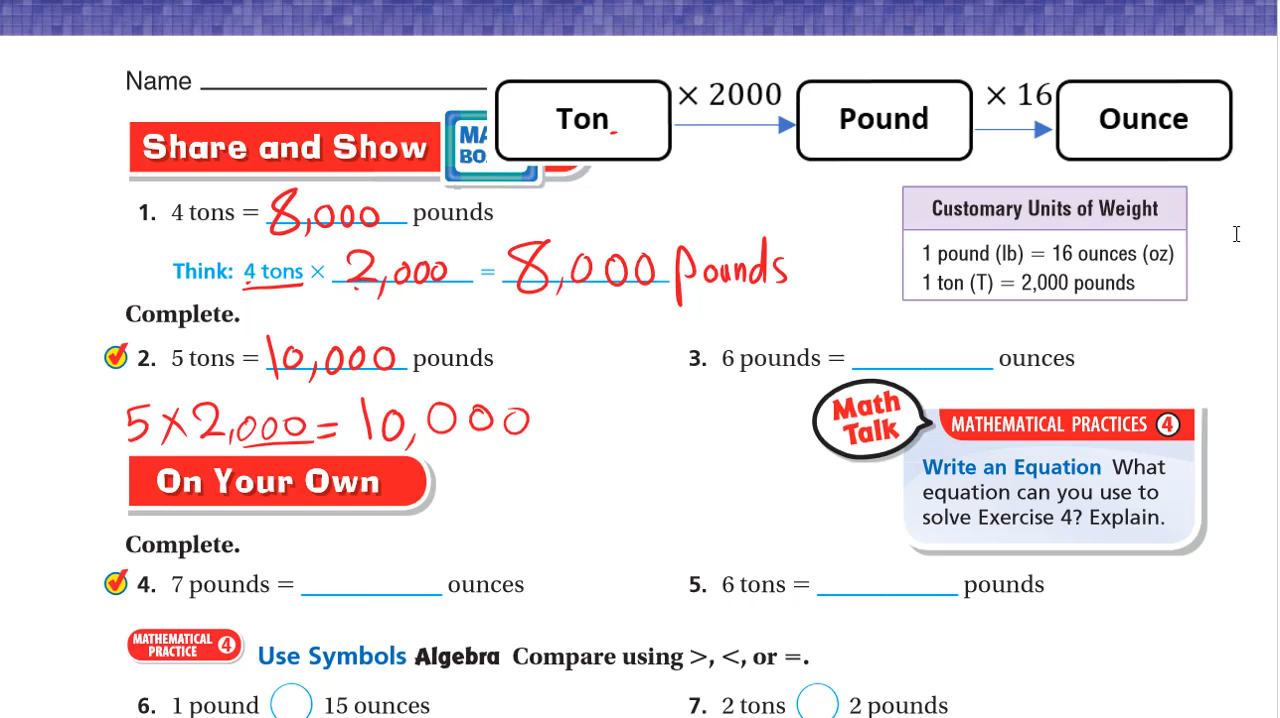 Name
Ton × 2000 Pound × 16 Ounce
Share and Show
MA
BO
1. 4 tons = 8,000 pounds
Think: 4 tons × 2,000 = 8,000 pounds
Customary Units of Weight
1 pound (lb) = 16 ounces (oz)
1 ton (T) = 2,000 pounds
Complete.
2. 5 tons = 10,000 pounds
5 × 2,000 = 10,000
3. 6 pounds = ounces
Math
Talk
MATHEMATICAL PRACTICES 4
Write an Equation What
equation can you use to
solve Exercise 4? Explain.
On Your Own
Complete.
4. 7 pounds = ounces
5. 6 tons = pounds
MATHEMATICAL
PRACTICE 4
Use Symbols Algebra Compare using >, <, or =.
6. 1 pound 15 ounces
7. 2 tons 2 pounds